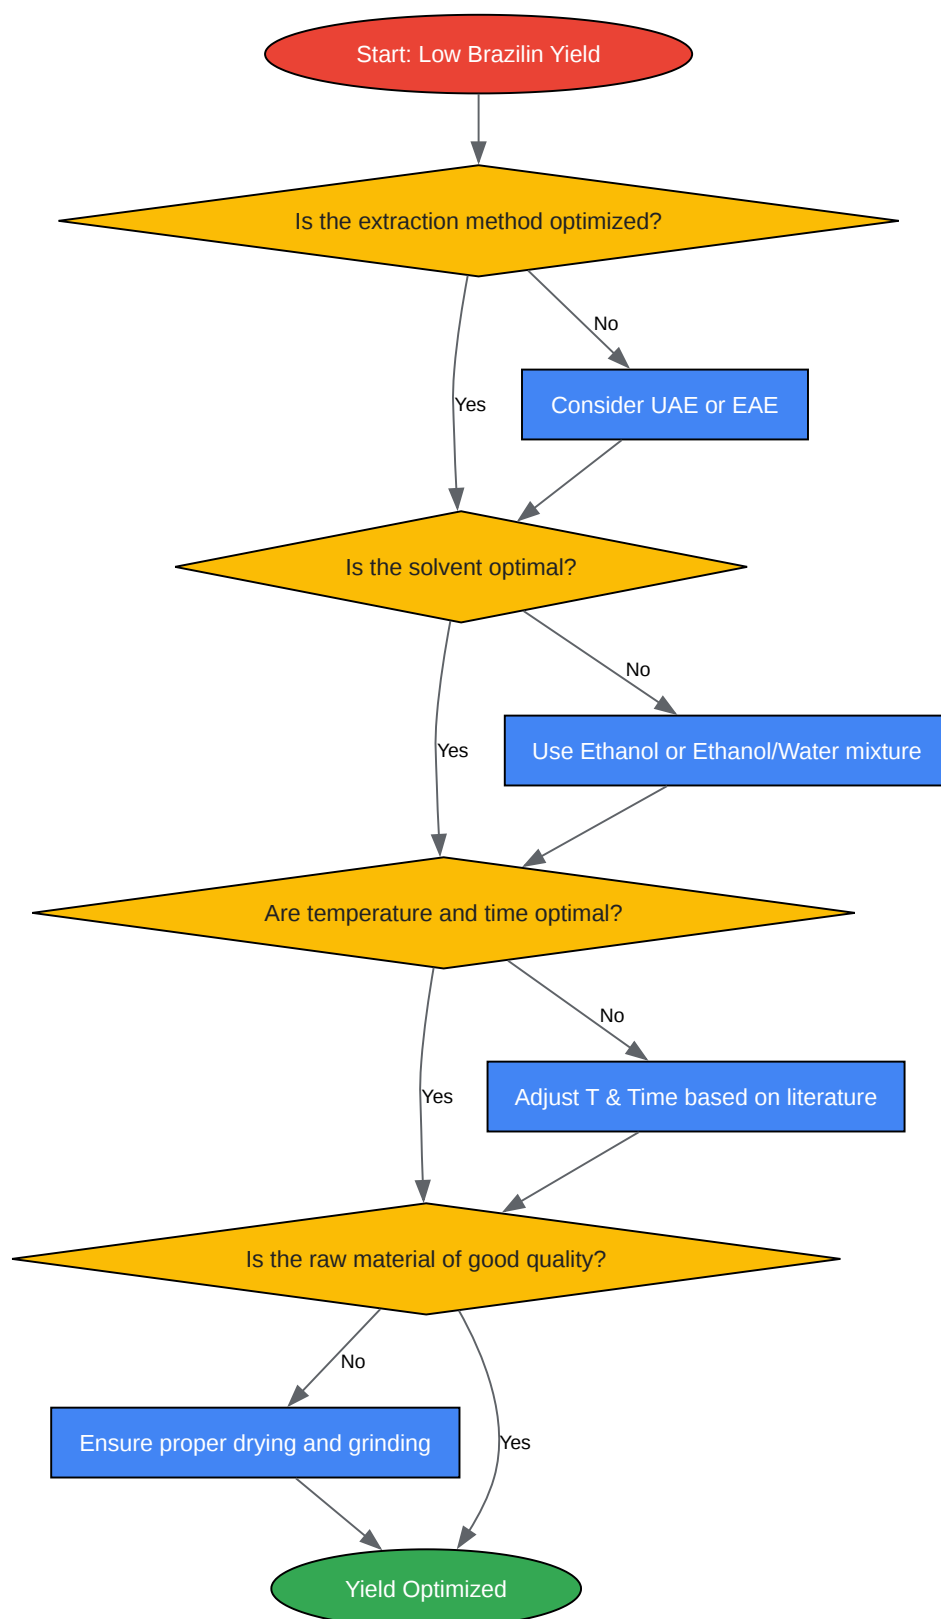 Start: Low Brazilin Yield
Is the extraction method optimized?
No
Consider UAE or EAE
Yes
Is the solvent optimal?
No
Use Ethanol or Ethanol/Water mixture
Yes
Are temperature and time optimal?
No
Adjust T & Time based on literature
Yes
Is the raw material of good quality?
No
Ensure proper drying and grinding
Yes
Yield Optimized